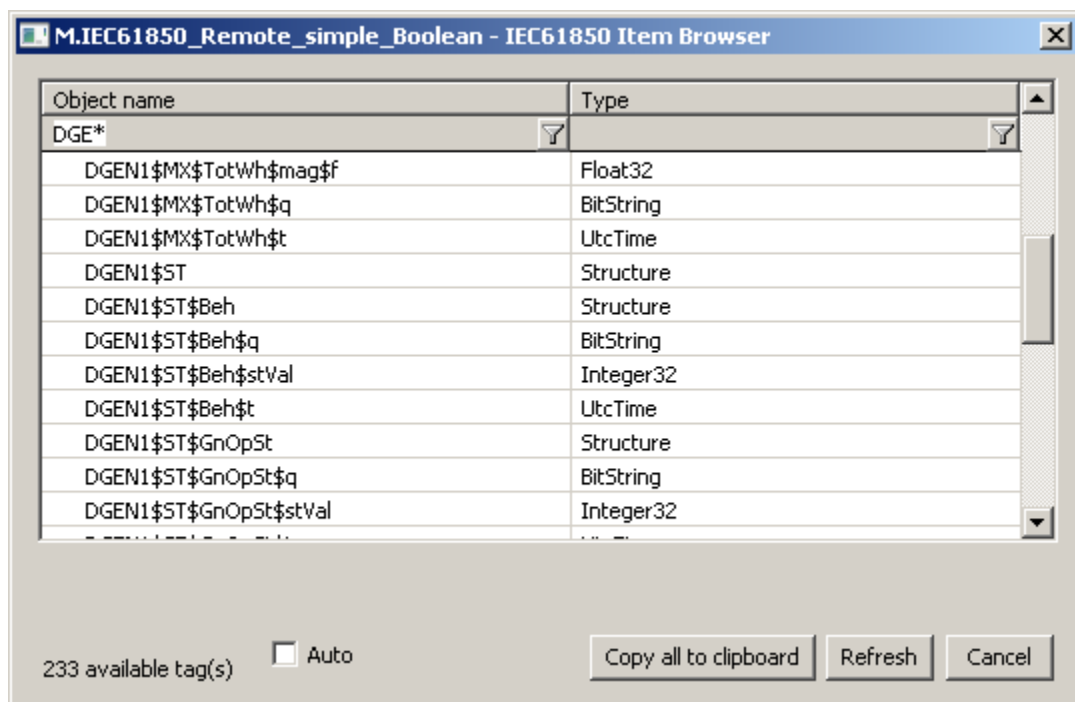 M.IEC61850_Remote_simple_Boolean - IEC61850 Item Browser
Object name Type
DGE*
DGEN1$MX$TotWh$mag$f Float32
DGEN1$MX$TotWh$q BitString
DGEN1$MX$TotWh$t UtcTime
DGEN1$ST Structure
DGEN1$ST$Beh Structure
DGEN1$ST$Beh$q BitString
DGEN1$ST$Beh$stVal Integer32
DGEN1$ST$Beh$t UtcTime
DGEN1$ST$GnOpSt Structure
DGEN1$ST$GnOpSt$q BitString
DGEN1$ST$GnOpSt$stVal Integer32
233 available tag(s) Auto Copy all to clipboard Refresh Cancel